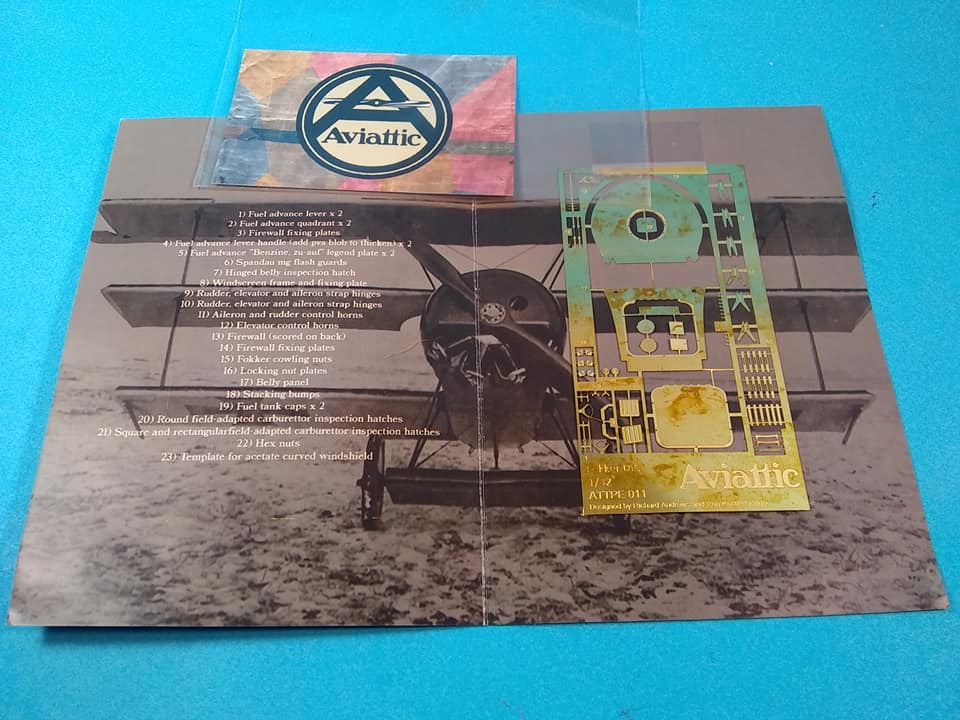 Aviattic
1) Fuel advance lever x 2
2) Fuel advance quadrant x 2
3) Firewall fixing plates
4) Fuel advance lever handle (add pva blob to thicken) x 2
5) Fuel advance "Benzine, zu-auf" legend plate x 2
6) Spandau mg flash guards
7) Hinged belly inspection hatch
8) Windscreen frame and fixing plate
9) Rudder, elevator and aileron strap hinges
10) Rudder, elevator and aileron strap hinges
11) Aileron and rudder control horns
12) Elevator control horns
13) Firewall (scored on back)
14) Firewall fixing plates
15) Fokker cowling nuts
16) Locking nut plates
17) Belly panel
18) Stacking bumps
19) Fuel tank caps x 2
20) Round field-adapted carburettor inspection hatches
21) Square and rectangularfield-adapted carburettor inspection hatches
22) Hex nuts
23) Template for acetate curved windshield
Fokker
1/32
Aviattic
ATTPE 011
Designed by Richard Andrews and